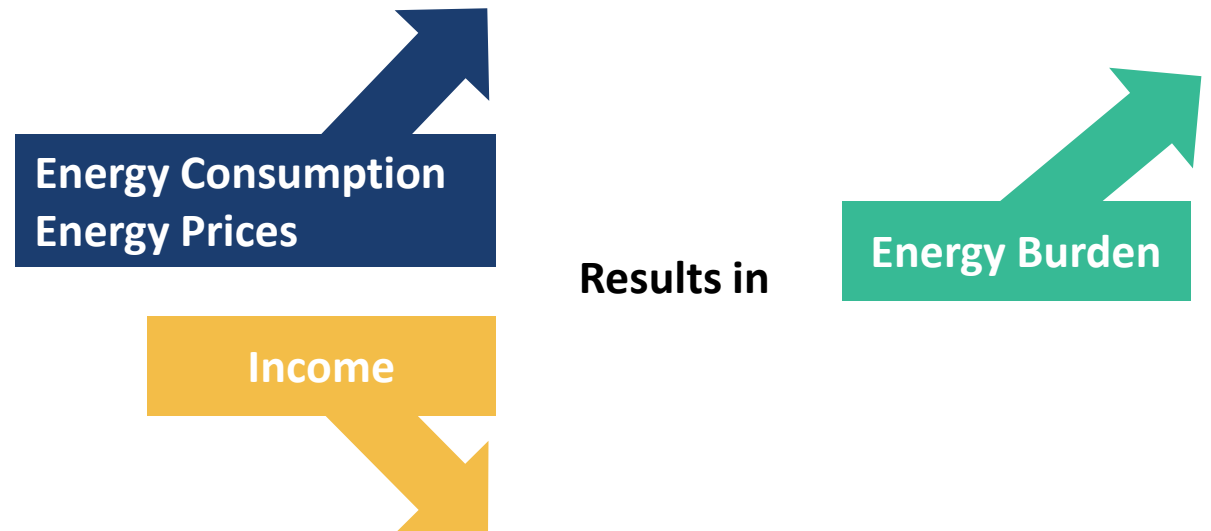 Energy Consumption
Energy Prices
Income
Results in
Energy Burden